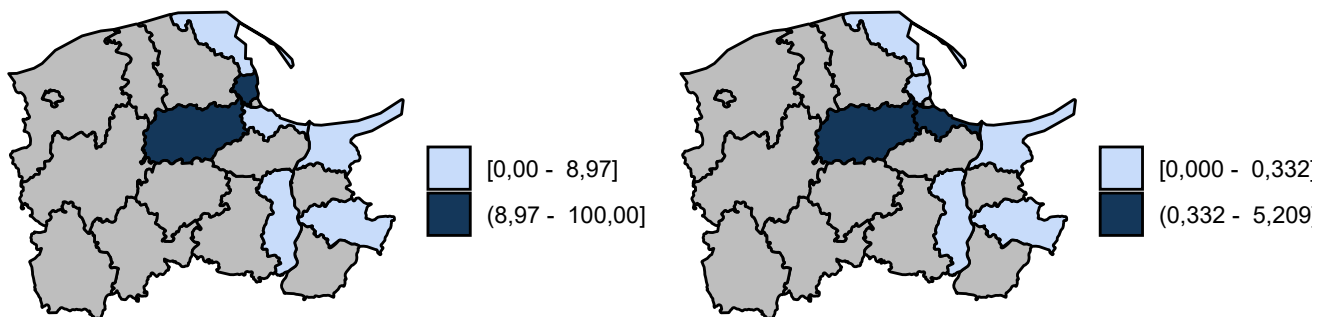 [0,00 -  8,97]
(8,97 -  100,00]
[0,000 -  0,332]
(0,332 -  5,209]